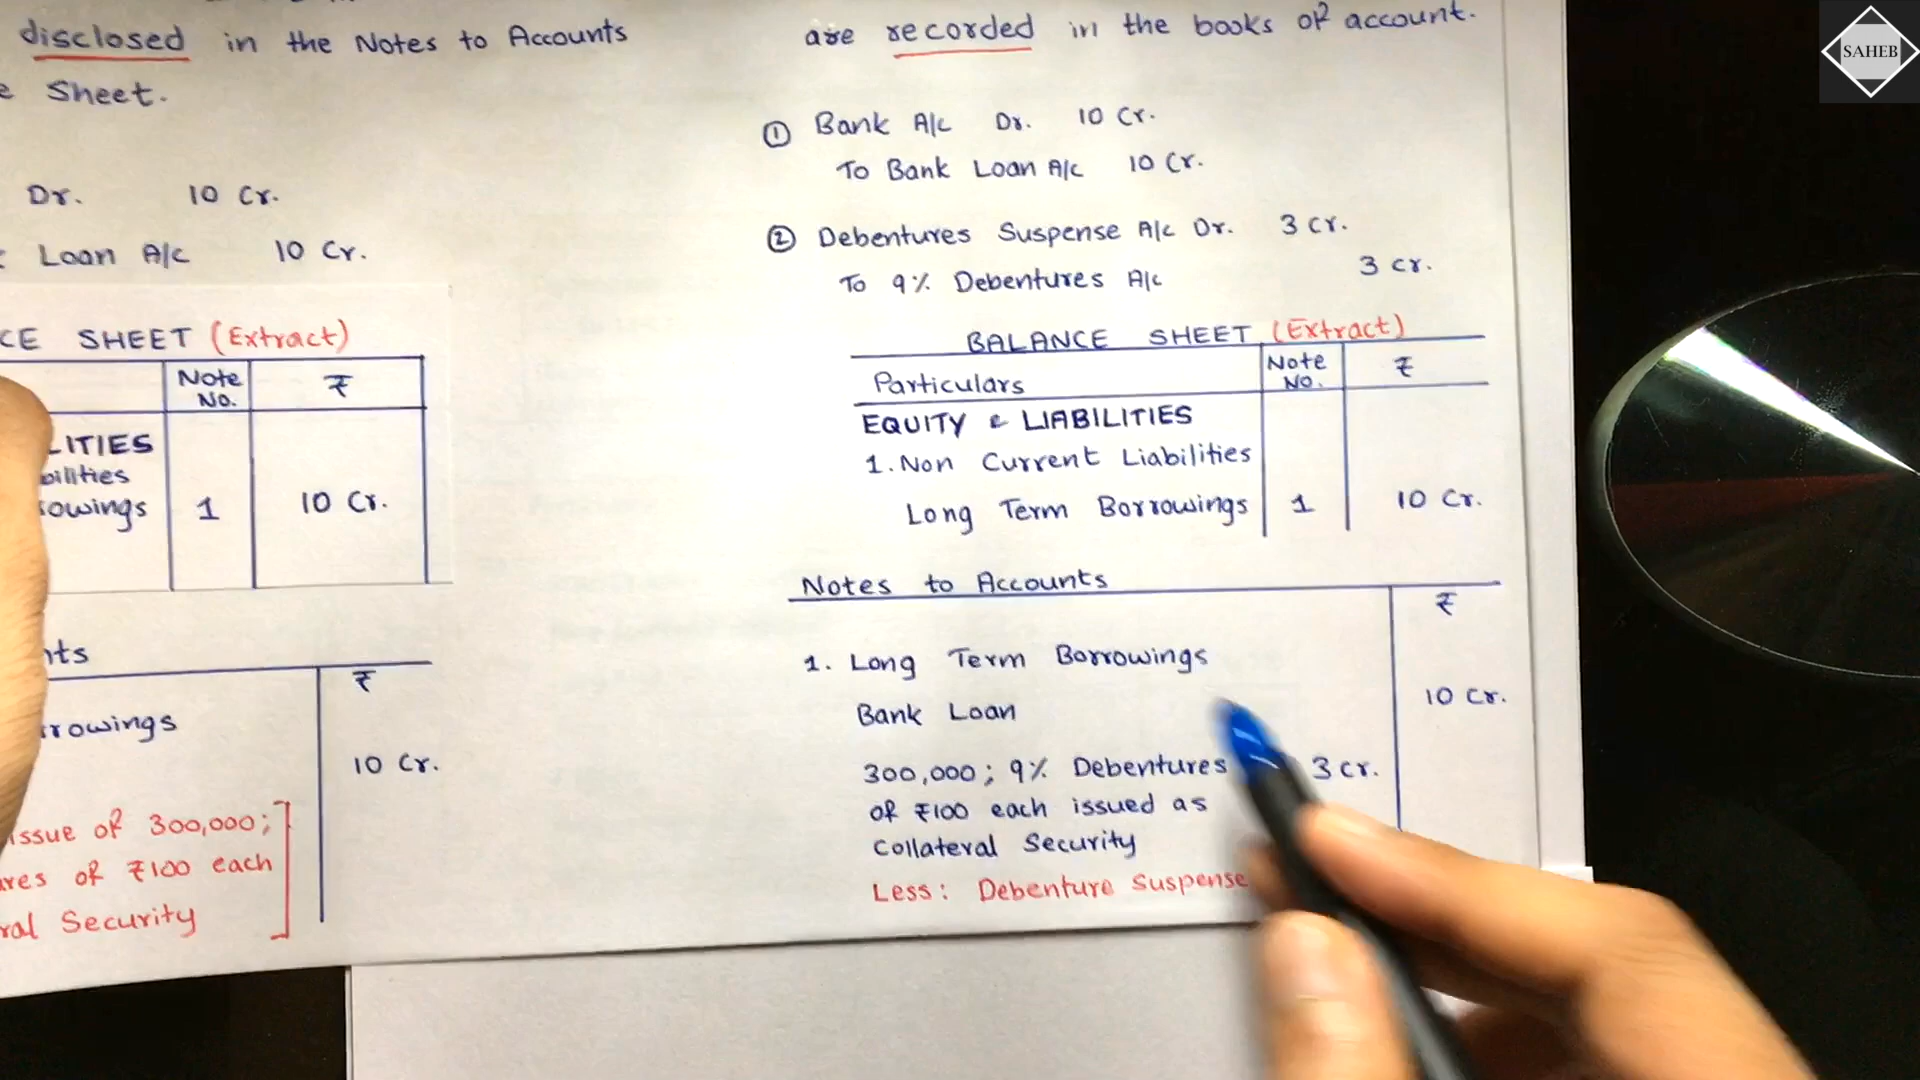 disclosed in the Notes to Accounts
Sheet.
Dr. 10 Cr.
Loan A/c 10 Cr.
CE SHEET (Extract)
Note No. ₹
LITIES
bilities
owings 1 10 Cr.
nts
₹
rrowings
10 Cr.
issue of 300,000;
ures of ₹100 each
ral Security
are recorded in the books of account.
① Bank A/c Dr. 10 Cr.
To Bank Loan A/c 10 Cr.
② Debentures Suspense A/c Dr. 3 Cr.
To 9% Debentures A/c 3 Cr.
BALANCE SHEET (Extract)
Particulars Note No. ₹
EQUITY & LIABILITIES
1. Non Current Liabilities
Long Term Borrowings 1 10 Cr.
Notes to Accounts
₹
1. Long Term Borrowings
Bank Loan 10 Cr.
300,000; 9% Debentures 3 Cr.
of ₹100 each issued as
Collateral Security
Less: Debenture Suspense
SAHEB